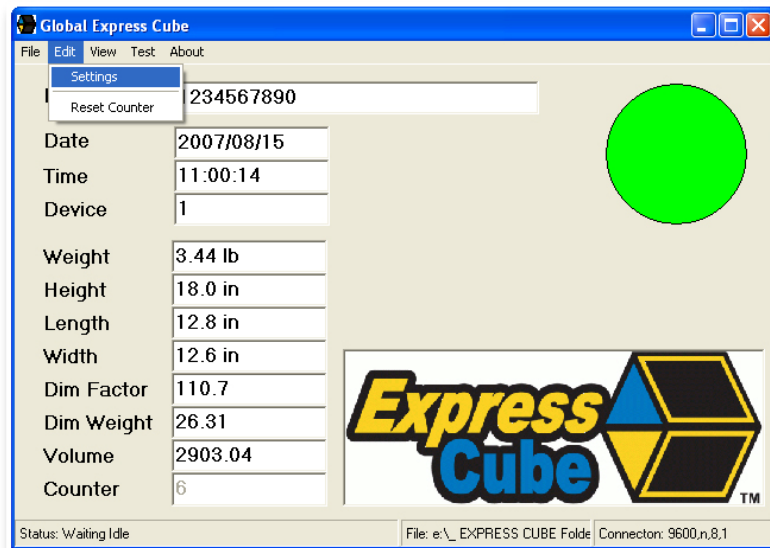 Global Express Cube
File Edit View Test About
Settings
Reset Counter
1234567890
Date 2007/08/15
Time 11:00:14
Device 1
Weight 3.44 lb
Height 18.0 in
Length 12.8 in
Width 12.6 in
Dim Factor 110.7
Dim Weight 26.31
Volume 2903.04
Counter 6
Express
Cube
TM
Status: Waiting Idle File: e:\_ EXPRESS CUBE Folde Connecton: 9600,n,8,1